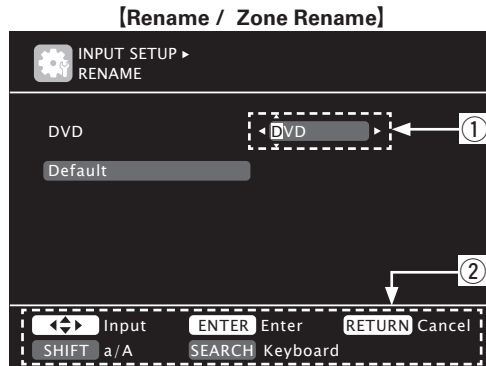 【Rename / Zone Rename】
INPUT SETUP ▸
RENAME
DVD ◂ DVD ▸ ①
Default
②
Input ENTER Enter RETURN Cancel
SHIFT a/A SEARCH Keyboard